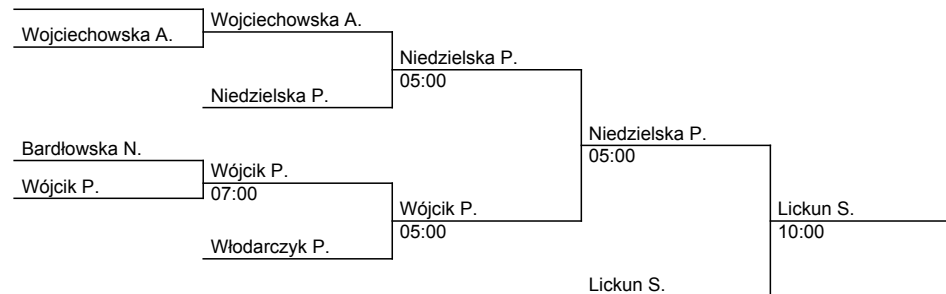 Wojciechowska A.
Wojciechowska A.
Niedzielska P.
05:00
Niedzielska P.
Niedzielska P.
05:00
Bardłowska N.
Wójcik P.
07:00
Wójcik P.
Wójcik P.
05:00
Lickun S.
10:00
Włodarczyk P.
Lickun S.